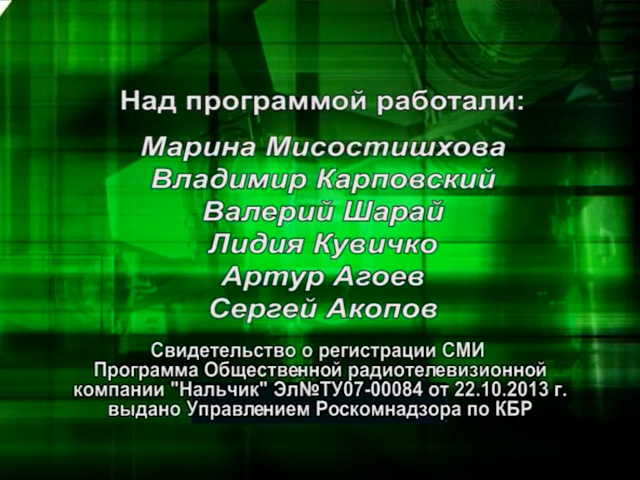 Над программой работали:
Марина Мисостишхова
Владимир Карповский
Валерий Шарай
Лидия Кувичко
Артур Агоев
Сергей Акопов
Свидетельство о регистрации СМИ
Программа Общественной радиотелевизионной
компании "Нальчик" Эл№ТУ07-00084 от 22.10.2013 г.
выдано Управлением Роскомнадзора по КБР